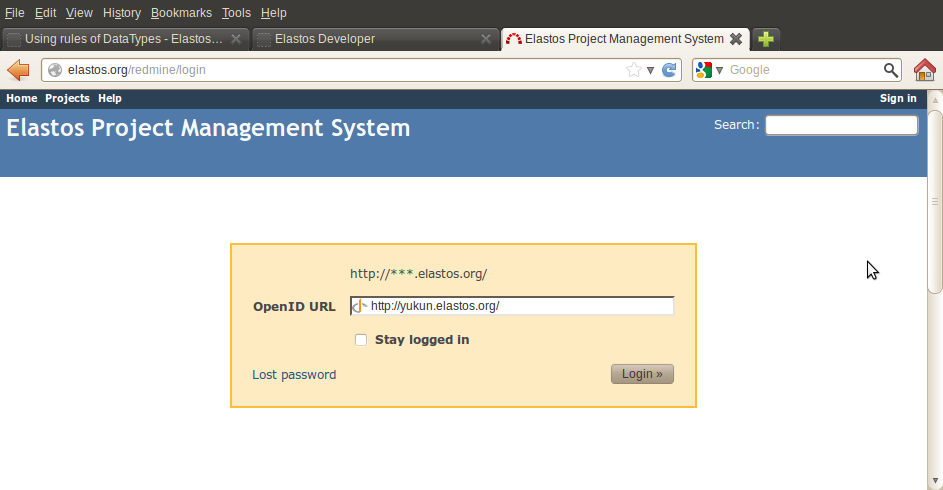 File Edit View History Bookmarks Tools Help
Using rules of DataTypes - Elastos... Elastos Developer Elastos Project Management System
elastos.org/redmine/login Google
Home Projects Help Sign in
Elastos Project Management System Search:
http://***.elastos.org/
OpenID URL http://yukun.elastos.org/
Stay logged in
Lost password Login »